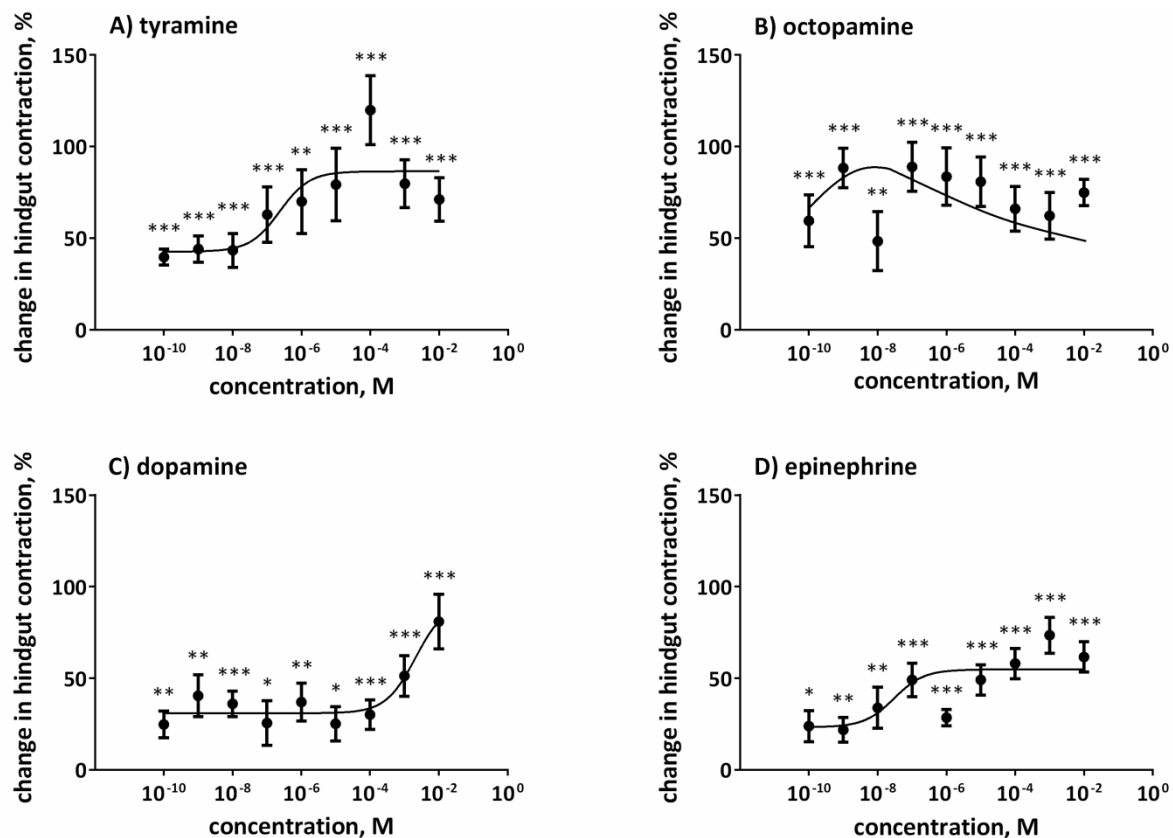 A) tyramine
change in hindgut contraction, %
150
100
50
0
*** *** *** *** ** *** *** *** ***
10⁻¹⁰ 10⁻⁸ 10⁻⁶ 10⁻⁴ 10⁻² 10⁰
concentration, M
B) octopamine
change in hindgut contraction, %
150
100
50
0
*** *** ** *** *** *** *** *** ***
10⁻¹⁰ 10⁻⁸ 10⁻⁶ 10⁻⁴ 10⁻² 10⁰
concentration, M
C) dopamine
change in hindgut contraction, %
150
100
50
0
** ** *** * ** * *** *** ***
10⁻¹⁰ 10⁻⁸ 10⁻⁶ 10⁻⁴ 10⁻² 10⁰
concentration, M
D) epinephrine
change in hindgut contraction, %
150
100
50
0
* ** ** *** *** *** *** *** ***
10⁻¹⁰ 10⁻⁸ 10⁻⁶ 10⁻⁴ 10⁻² 10⁰
concentration, M